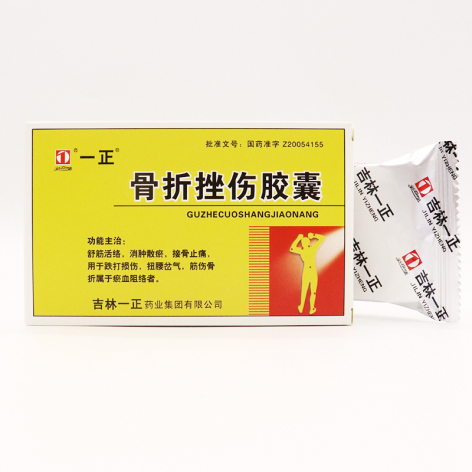 批准文号：国药准字 Z20054155
一正
骨折挫伤胶囊
GUZHECUOSHANGJIAONANG
功能主治：
舒筋活络，消肿散瘀，接骨止痛，
用于跌打损伤，扭腰岔气，筋伤骨
折属于瘀血阻络者。
吉林一正药业集团有限公司
吉林一正
JILIN YIZHENG
吉林一正
JILIN YIZHENG